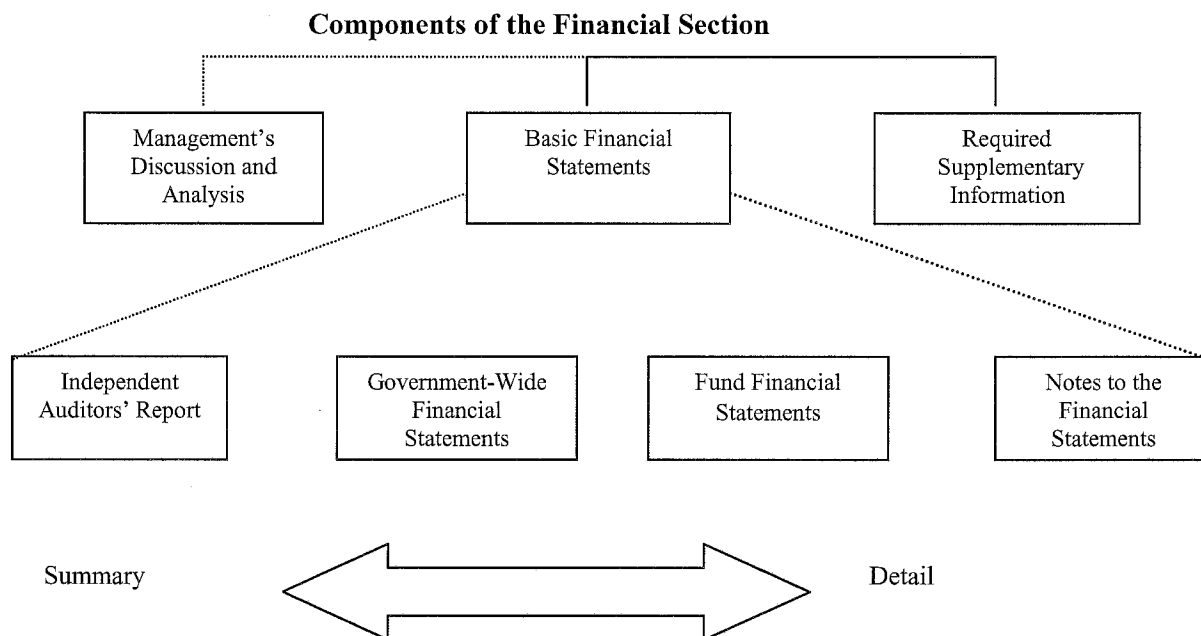 Components of the Financial Section
Management's
Discussion and
Analysis
Basic Financial
Statements
Required
Supplementary
Information
Independent
Auditors' Report
Government-Wide
Financial
Statements
Fund Financial
Statements
Notes to the
Financial
Statements
Summary
Detail